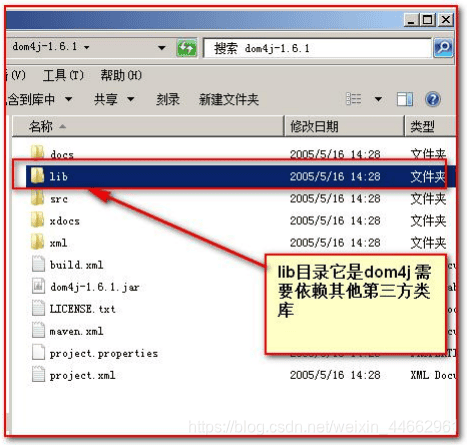 dom4j-1.6.1
搜索 dom4j-1.6.1
(V) 工具(T) 帮助(H)
含到库中 共享 刻录 新建文件夹
名称 修改日期 类型
docs 2005/5/16 14:28 文件夹
lib 2005/5/16 14:28 文件夹
src 2005/5/16 14:28 文件夹
xdocs 2005/5/16 14:28 文件夹
xml 2005/5/16 14:28 文件夹
build.xml
dom4j-1.6.1.jar
LICENSE.txt
maven.xml
project.properties 2005/5/16 14:28
project.xml 2005/5/16 14:28 XML Docu
lib目录它是dom4j 需
要依赖其他第三方类
库
https://blog.csdn.net/weixin_44662961